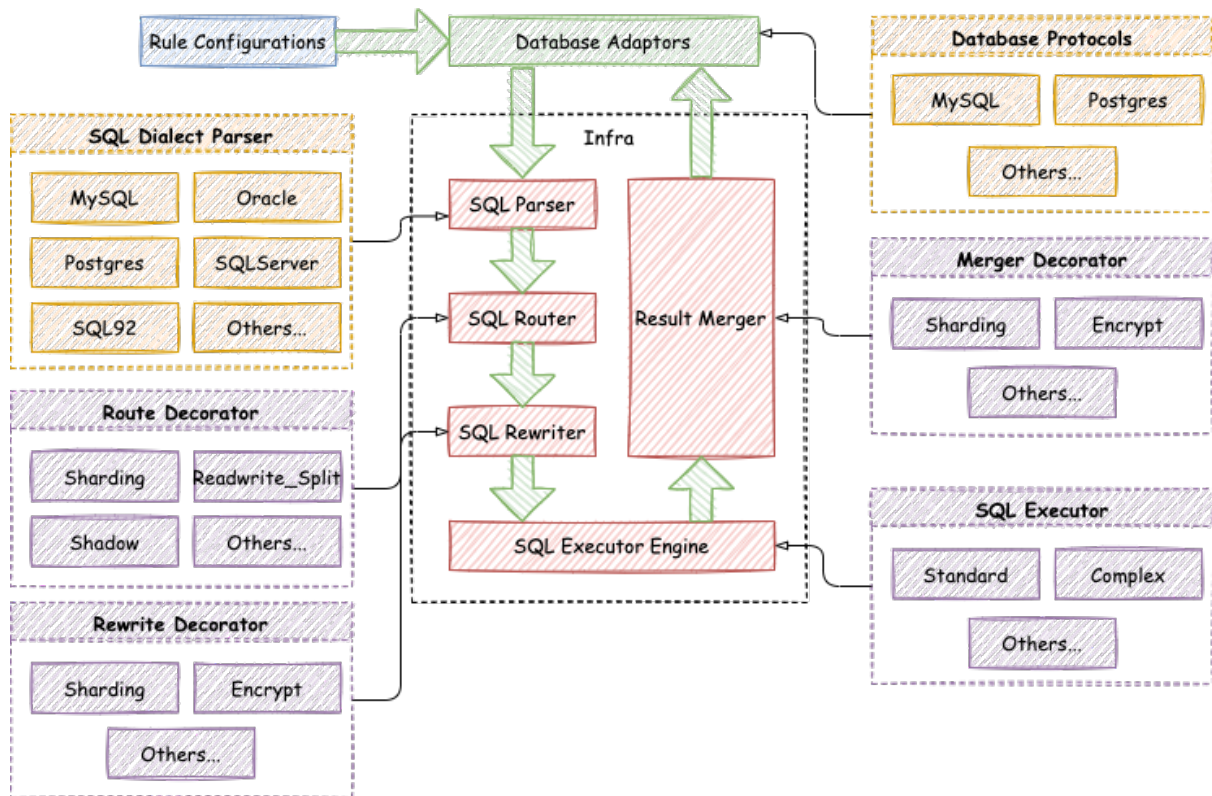 Rule Configurations
Database Adaptors
Database Protocols
MySQL
Postgres
Others...
SQL Dialect Parser
MySQL
Oracle
Postgres
SQLServer
SQL92
Others...
Infra
SQL Parser
SQL Router
SQL Rewriter
Result Merger
SQL Executor Engine
Merger Decorator
Sharding
Encrypt
Others...
Route Decorator
Sharding
Readwrite_Split
Shadow
Others...
SQL Executor
Standard
Complex
Others...
Rewrite Decorator
Sharding
Encrypt
Others...